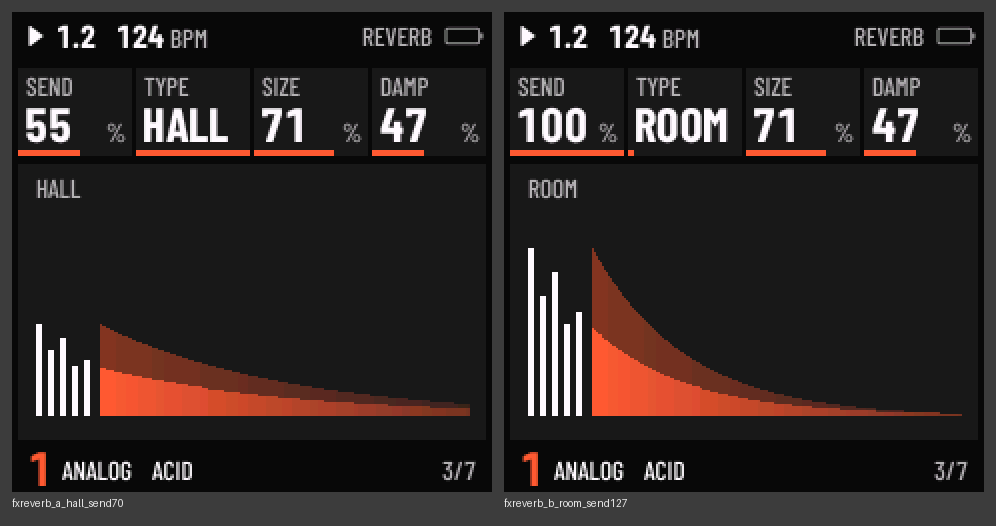 1.2 124 BPM REVERB
SEND TYPE SIZE DAMP
55 % HALL 71 % 47 %
HALL
1 ANALOG ACID 3/7
fxreverb_a_hall_send70
1.2 124 BPM REVERB
SEND TYPE SIZE DAMP
100 % ROOM 71 % 47 %
ROOM
1 ANALOG ACID 3/7
fxreverb_b_room_send127